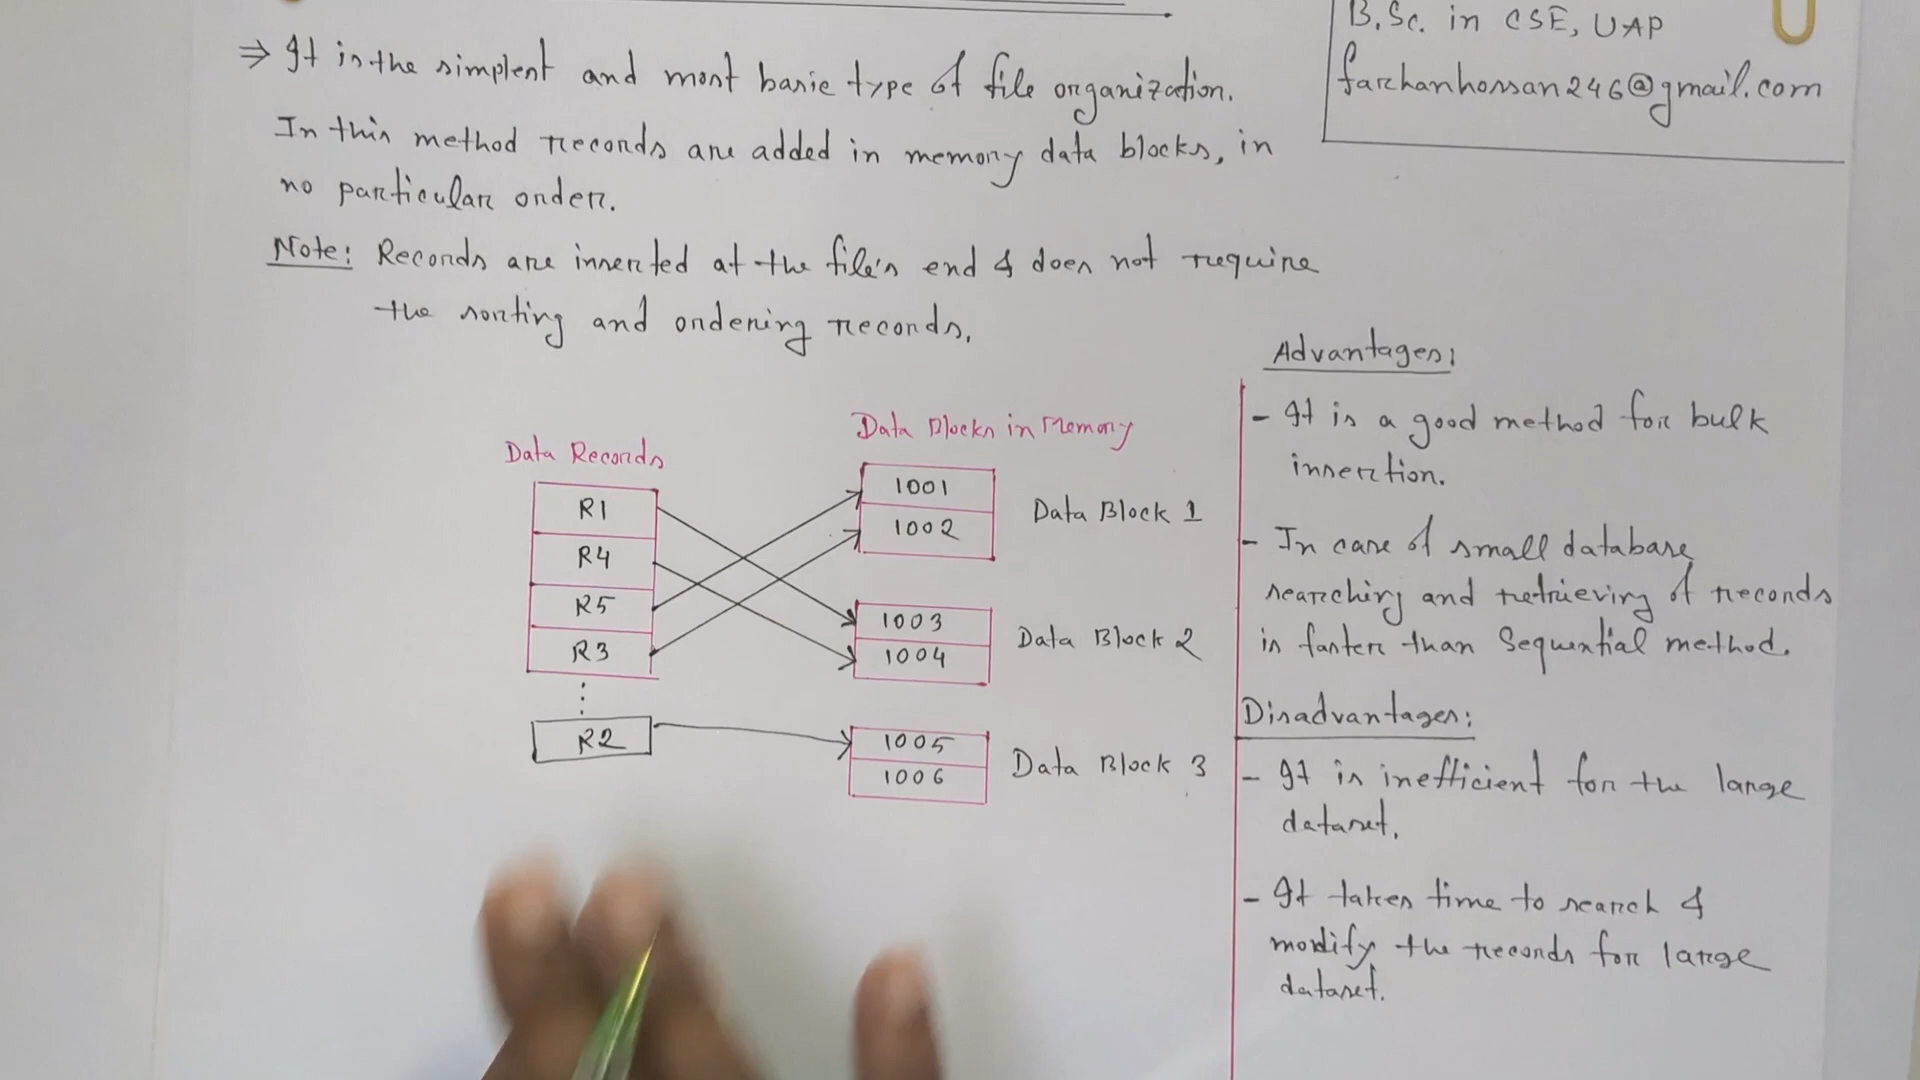 B.Sc. in CSE, UAP
farhanhossan246@gmail.com
⇒ It is the simplest and most basic type of file organization.
In this method records are added in memory data blocks, in
no particular order.
Note: Records are inserted at the file's end & does not require
the sorting and ordering records.
Data Records
R1
R4
R5
R3
R2
Data Blocks in Memory
1001
1002
Data Block 1
1003
1004
Data Block 2
1005
1006
Data Block 3
Advantages:
- It is a good method for bulk
insertion.
- In case of small database,
searching and retrieving of records
is faster than Sequential method.
Disadvantages:
- It is inefficient for the large
dataset.
- It takes time to search &
modify the records for large
dataset.